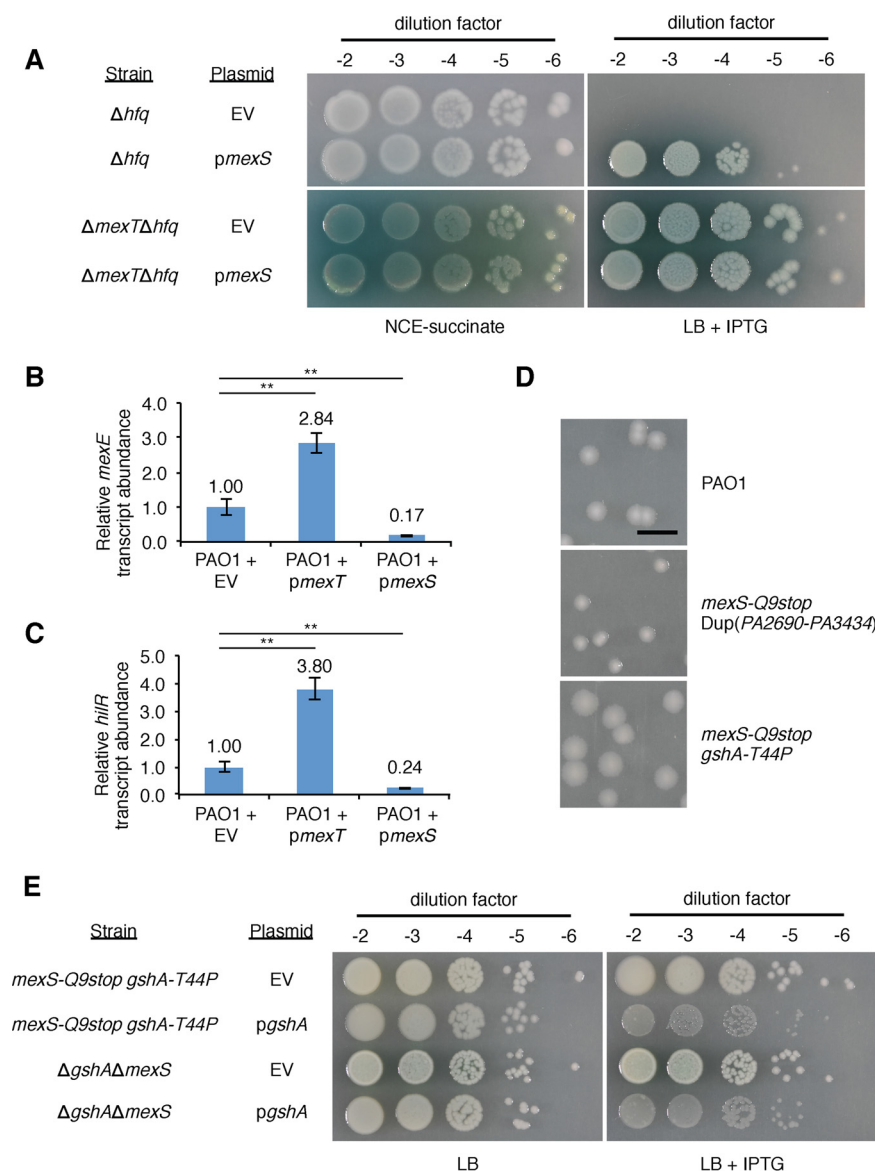 A
dilution factor dilution factor
-2 -3 -4 -5 -6 -2 -3 -4 -5 -6
Strain Plasmid
Δhfq EV
Δhfq pmexS
ΔmexTΔhfq EV
ΔmexTΔhfq pmexS
NCE-succinate LB + IPTG
B
Relative mexE
transcript abundance
4.0
3.0
2.0
1.0
0.0
**
**
1.00 2.84 0.17
PAO1 + PAO1 + PAO1 +
EV pmexT pmexS
C
Relative hilR
transcript abundance
5.0
4.0
3.0
2.0
1.0
0.0
**
**
1.00 3.80 0.24
PAO1 + PAO1 + PAO1 +
EV pmexT pmexS
D
PAO1
mexS-Q9stop
Dup(PA2690-PA3434)
mexS-Q9stop
gshA-T44P
E
dilution factor dilution factor
-2 -3 -4 -5 -6 -2 -3 -4 -5 -6
Strain Plasmid
mexS-Q9stop gshA-T44P EV
mexS-Q9stop gshA-T44P pgshA
ΔgshAΔmexS EV
ΔgshAΔmexS pgshA
LB LB + IPTG